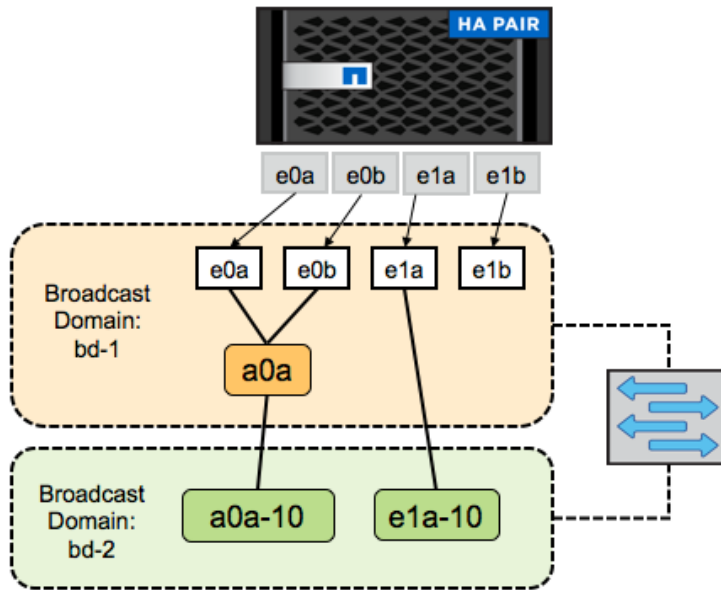 HA PAIR
e0a
e0b
e1a
e1b
e0a
e0b
e1a
e1b
Broadcast
Domain:
bd-1
a0a
Broadcast
Domain:
bd-2
a0a-10
e1a-10